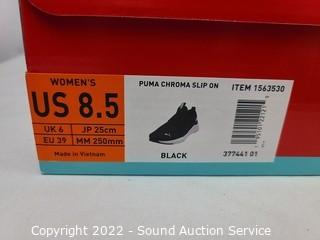 WOMEN'S
US 8.5
UK 6 JP 25cm
EU 39 MM 250mm
Made in Vietnam
PUMA CHROMA SLIP ON
ITEM 1563530
BLACK
377441 01
Copyright 2022 - Sound Auction Service